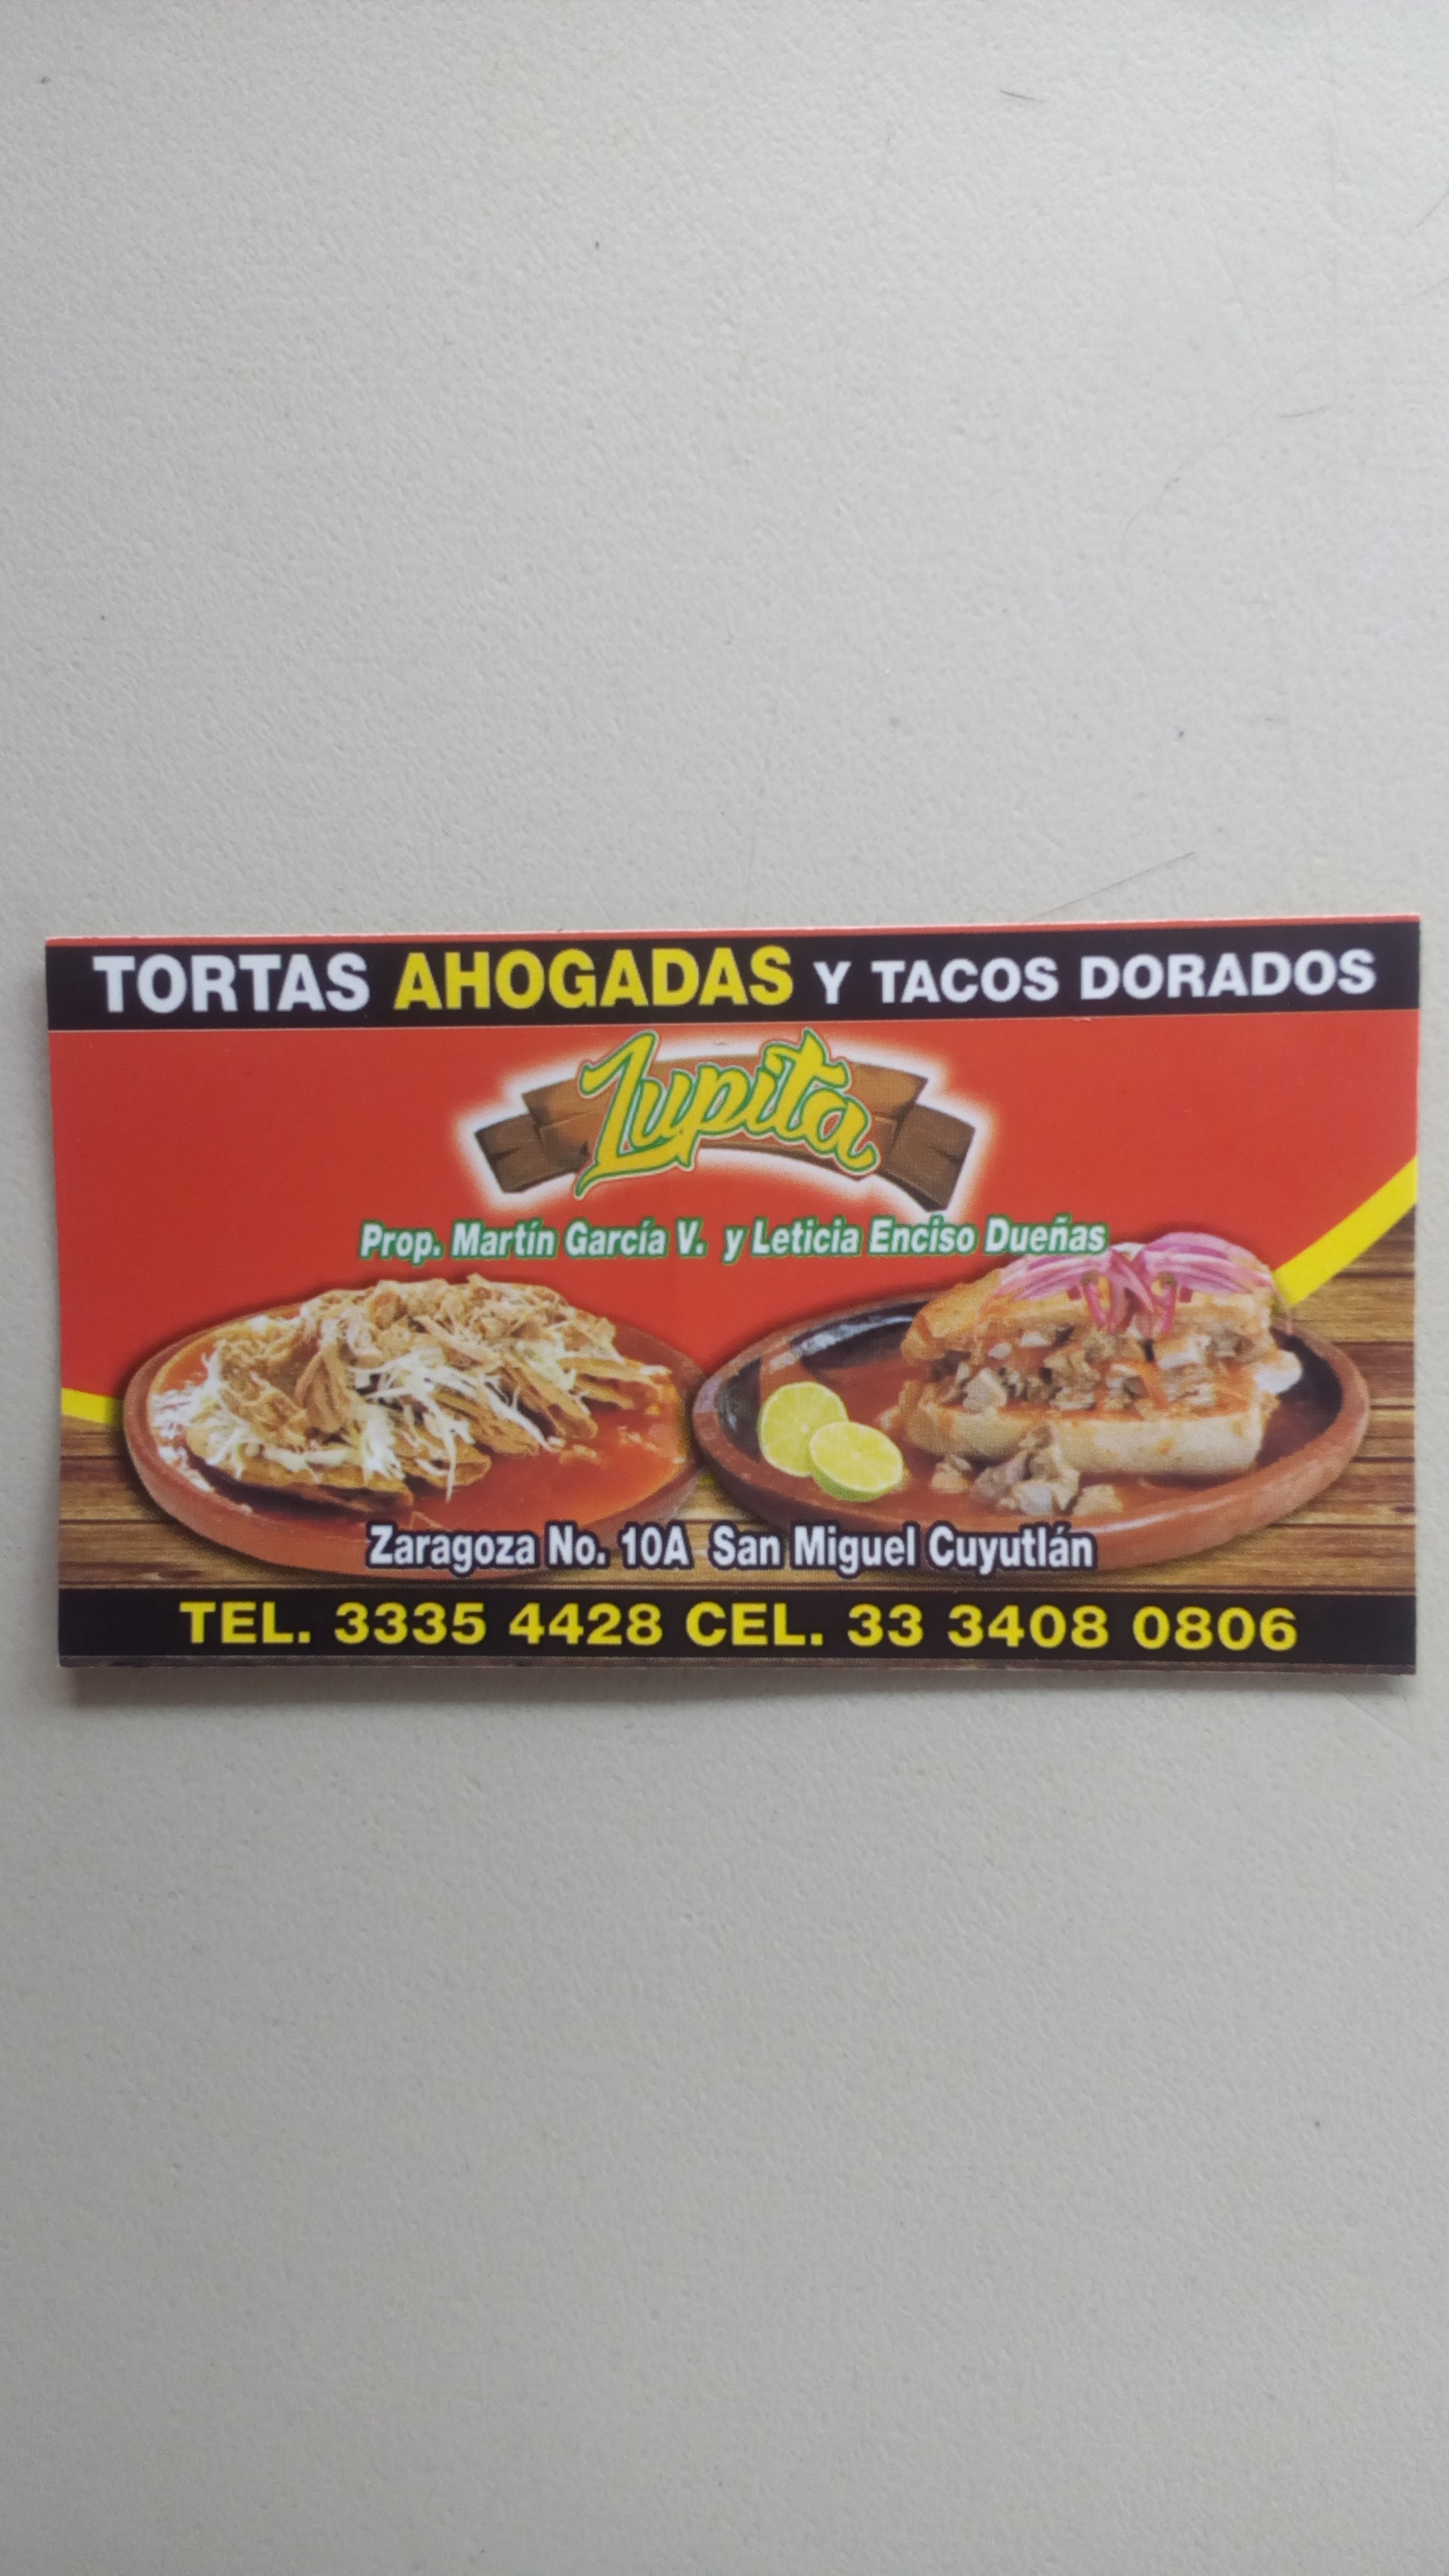 TORTAS AHOGADAS Y TACOS DORADOS
Lupita
Prop. Martín García V. y Leticia Enciso Dueñas
Zaragoza No. 10A San Miguel Cuyutlán
TEL. 3335 4428 CEL. 33 3408 0806